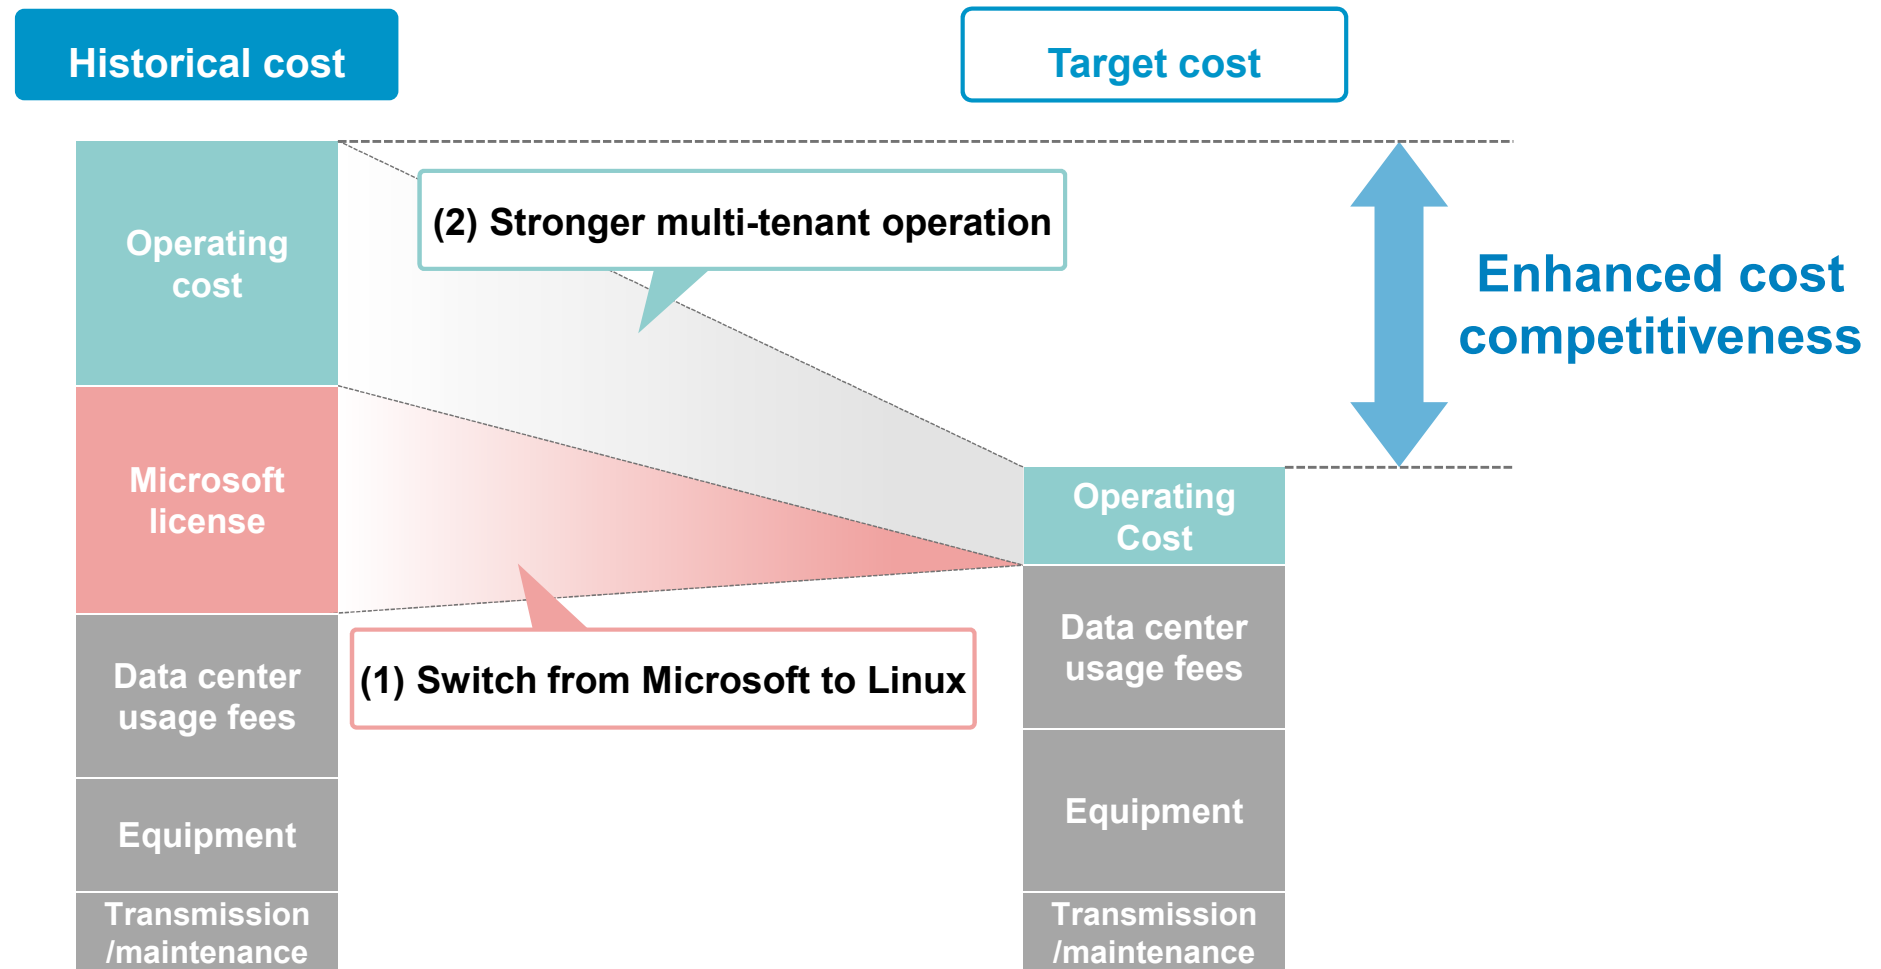 Historical cost
Target cost
Operating
cost
Microsoft
license
Data center
usage fees
Equipment
Transmission
/maintenance
(2) Stronger multi-tenant operation
(1) Switch from Microsoft to Linux
Operating
Cost
Data center
usage fees
Equipment
Transmission
/maintenance
Enhanced cost
competitiveness